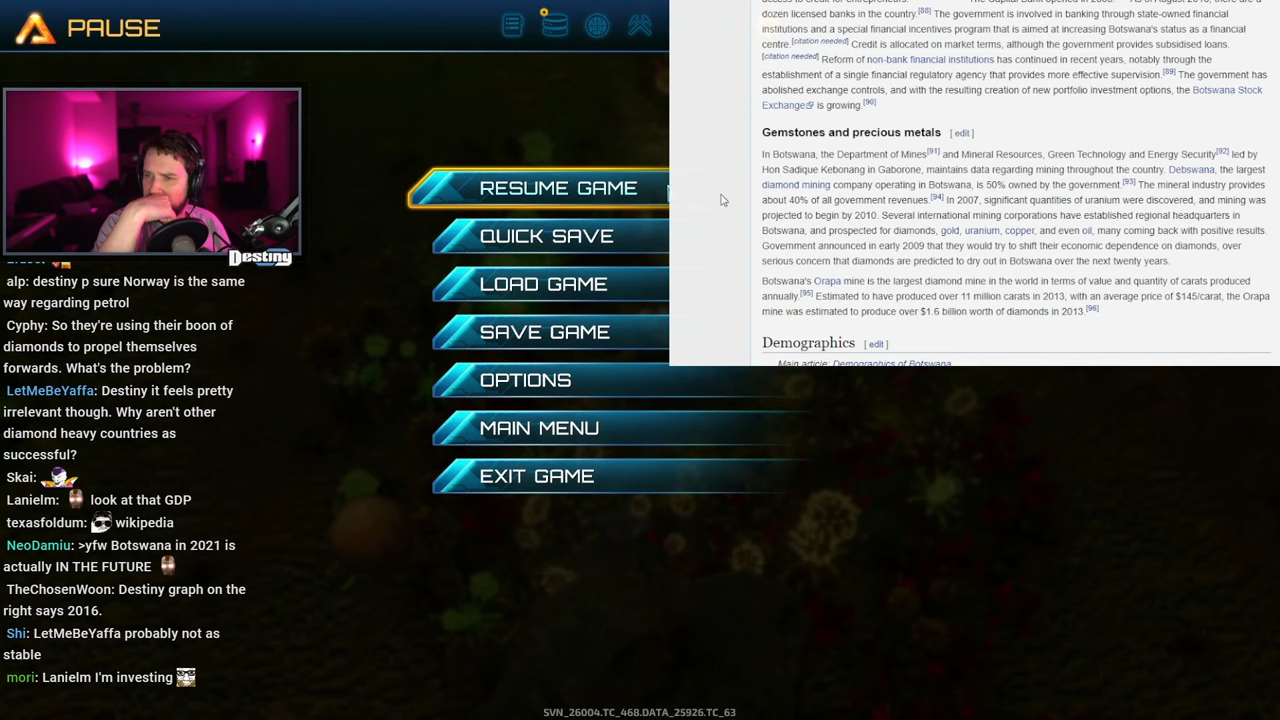 PAUSE
RESUME GAME
QUICK SAVE
LOAD GAME
SAVE GAME
OPTIONS
MAIN MENU
EXIT GAME
SVN_26004.TC_468.DATA_25926.TC_63
Destiny
alp: destiny p sure Norway is the same
way regarding petrol
Cyphy: So they're using their boon of
diamonds to propel themselves
forwards. What's the problem?
LetMeBeYaffa: Destiny it feels pretty
irrelevant though. Why aren't other
diamond heavy countries as
successful?
Skai:
Lanielm: look at that GDP
texasfoldum: wikipedia
NeoDamiu: >yfw Botswana in 2021 is
actually IN THE FUTURE
TheChosenWoon: Destiny graph on the
right says 2016.
Shi: LetMeBeYaffa probably not as
stable
mori: Lanielm I'm investing
dozen licensed banks in the country.[88] The government is involved in banking through state-owned financial
institutions and a special financial incentives program that is aimed at increasing Botswana's status as a financial
centre.[citation needed] Credit is allocated on market terms, although the government provides subsidised loans.
[citation needed] Reform of non-bank financial institutions has continued in recent years, notably through the
establishment of a single financial regulatory agency that provides more effective supervision.[89] The government has
abolished exchange controls, and with the resulting creation of new portfolio investment options, the Botswana Stock
Exchange is growing.[90]
Gemstones and precious metals [ edit ]
In Botswana, the Department of Mines[91] and Mineral Resources, Green Technology and Energy Security[92] led by
Hon Sadique Kebonang in Gaborone, maintains data regarding mining throughout the country. Debswana, the largest
diamond mining company operating in Botswana, is 50% owned by the government.[93] The mineral industry provides
about 40% of all government revenues.[94] In 2007, significant quantities of uranium were discovered, and mining was
projected to begin by 2010. Several international mining corporations have established regional headquarters in
Botswana, and prospected for diamonds, gold, uranium, copper, and even oil, many coming back with positive results.
Government announced in early 2009 that they would try to shift their economic dependence on diamonds, over
serious concern that diamonds are predicted to dry out in Botswana over the next twenty years.
Botswana's Orapa mine is the largest diamond mine in the world in terms of value and quantity of carats produced
annually.[95] Estimated to have produced over 11 million carats in 2013, with an average price of $145/carat, the Orapa
mine was estimated to produce over $1.6 billion worth of diamonds in 2013.[96]
Demographics [ edit ]
Main article: Demographics of Botswana